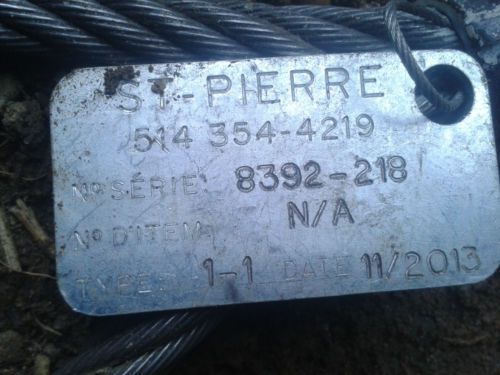 ST-PIERRE
514 354-4219
No SÉRIE: 8392-218
No D'ITEM: N/A
TYPE: 1-1 DATE 11/2013